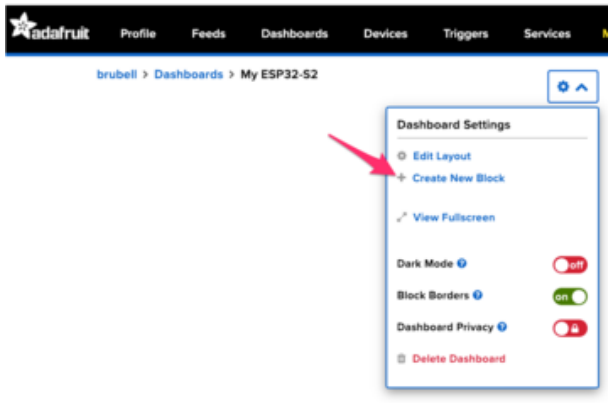 adafruit Profile Feeds Dashboards Devices Triggers Services
brubell > Dashboards > My ESP32-S2
Dashboard Settings
Edit Layout
+ Create New Block
View Fullscreen
Dark Mode ? off
Block Borders ? on
Dashboard Privacy ?
Delete Dashboard